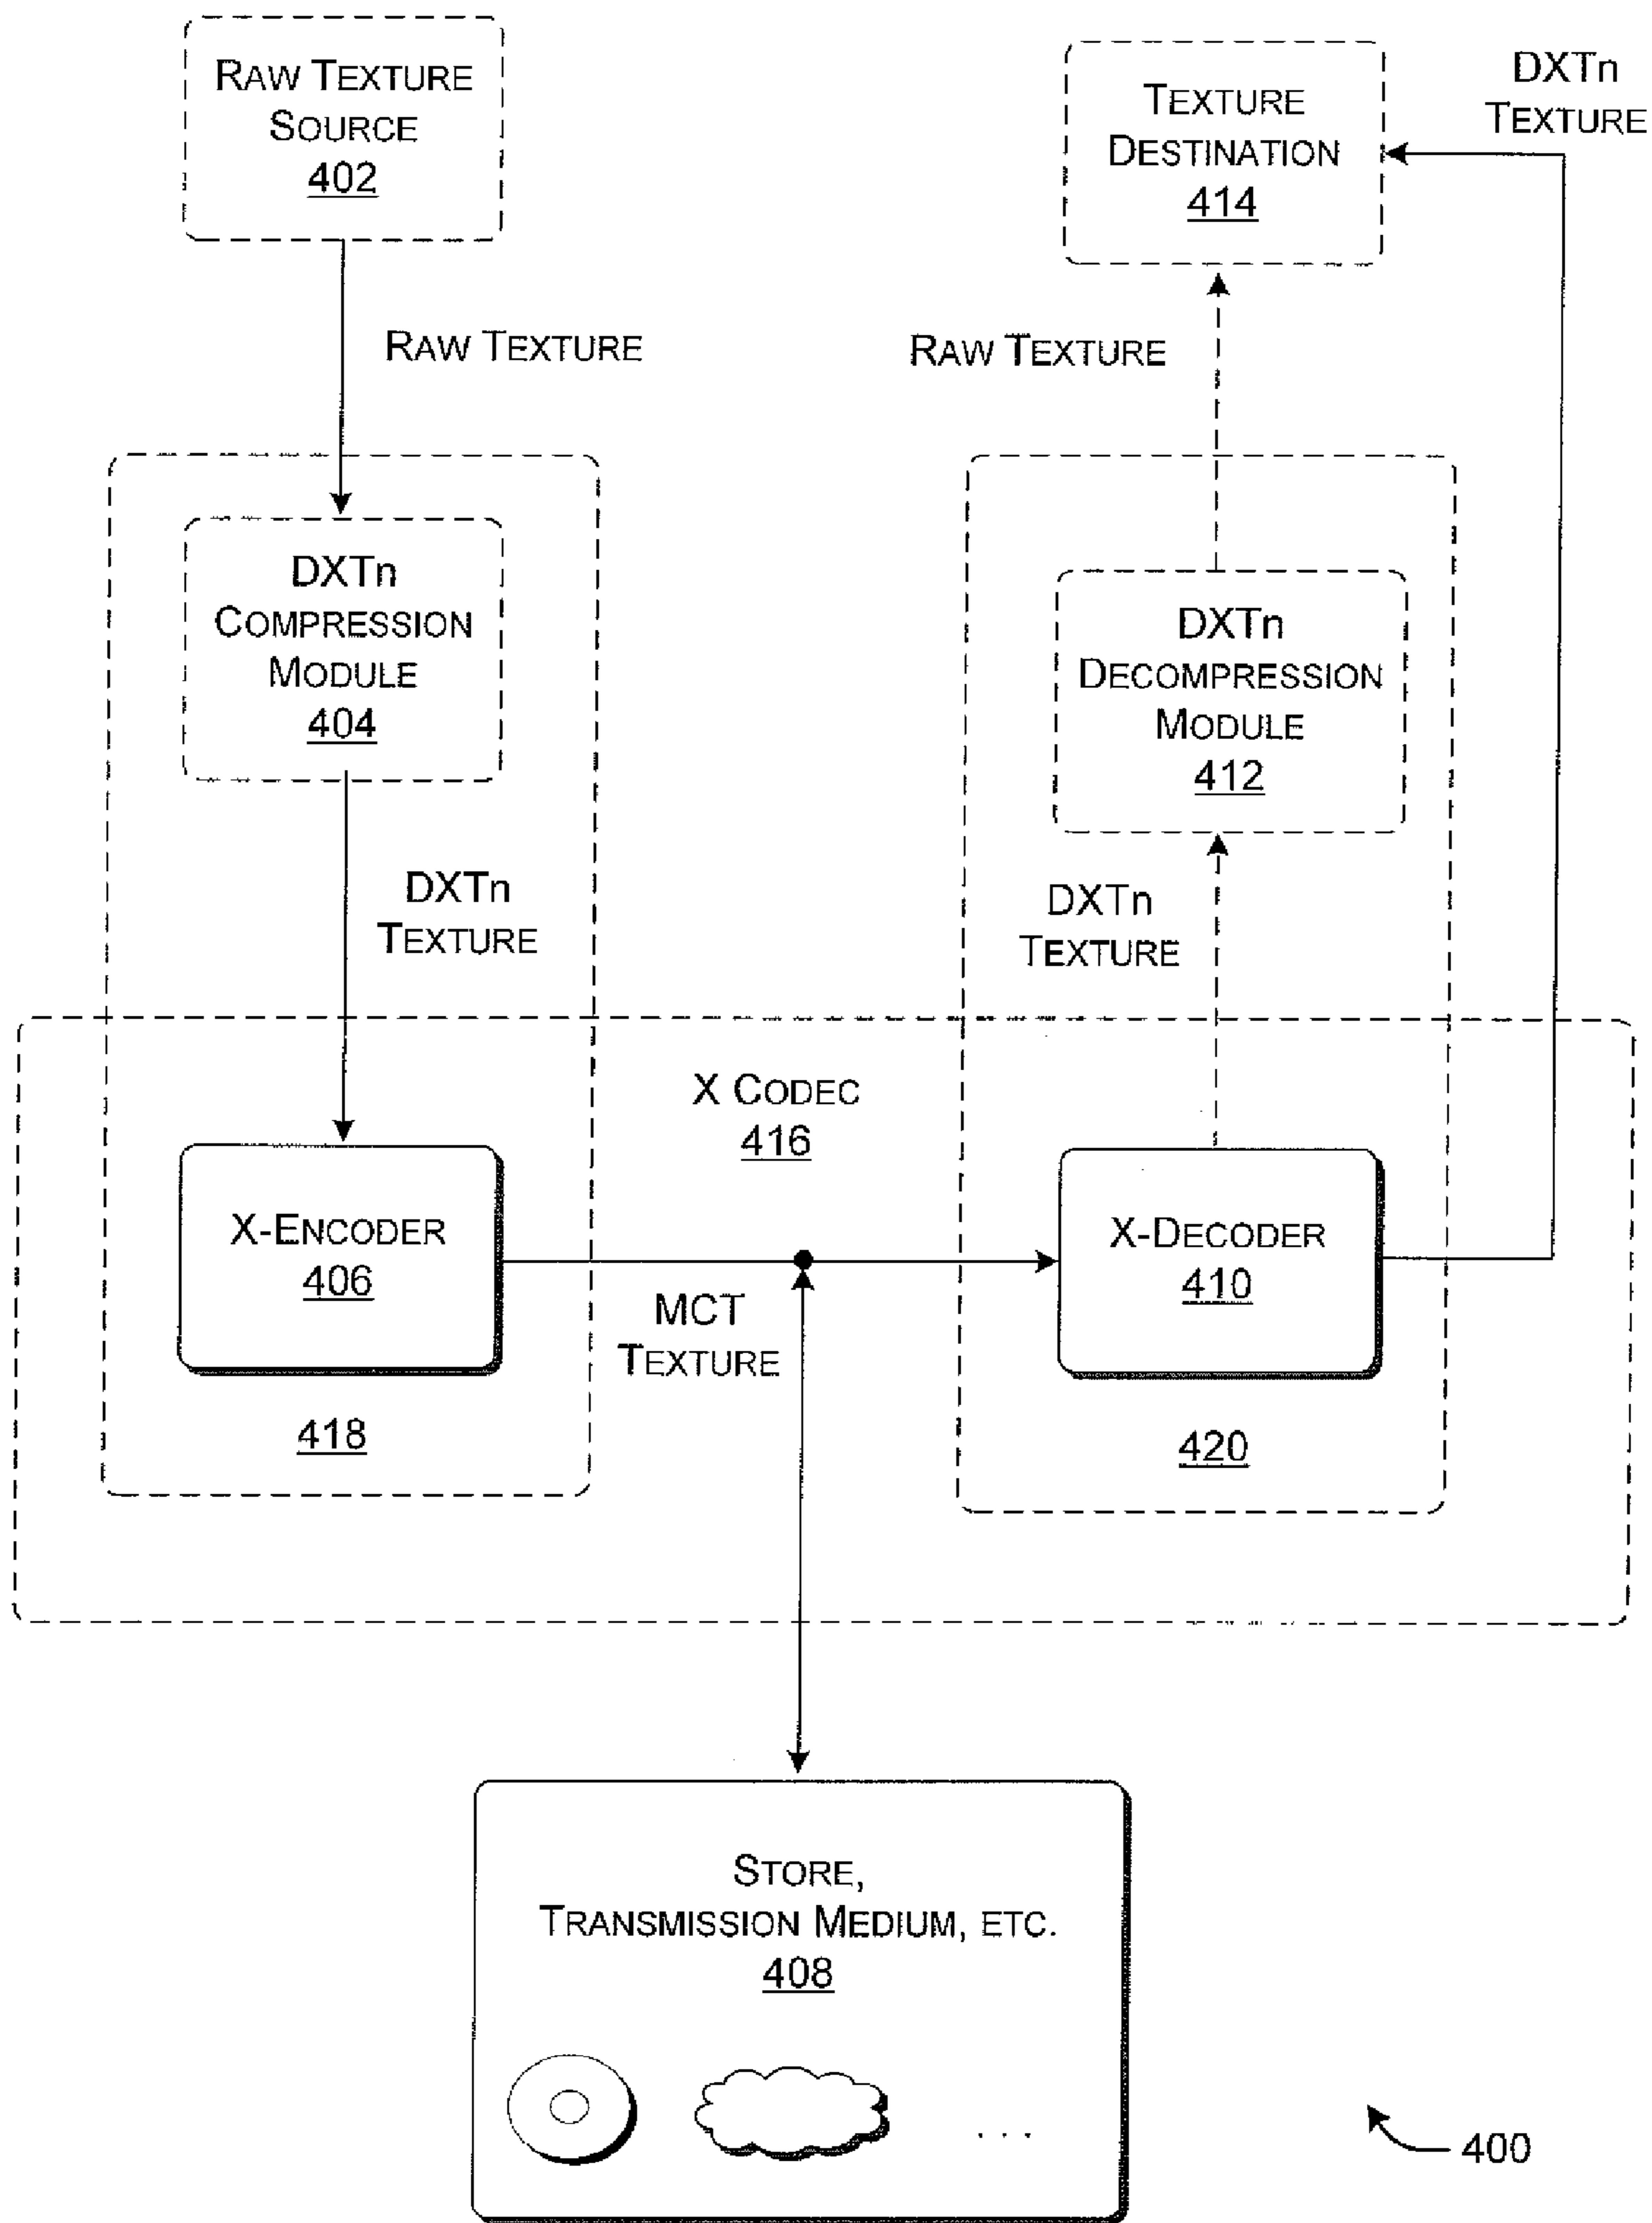 RAW TEXTURE
SOURCE
402
RAW TEXTURE
DXTn
COMPRESSION
MODULE
404
DXTn
TEXTURE
TEXTURE
DESTINATION
414
DXTn
TEXTURE
RAW TEXTURE
DXTn
DECOMPRESSION
MODULE
412
DXTn
TEXTURE
X CODEC
416
X-ENCODER
406
418
MCT
TEXTURE
X-DECODER
410
420
STORE,
TRANSMISSION MEDIUM, ETC.
408
. . .
400